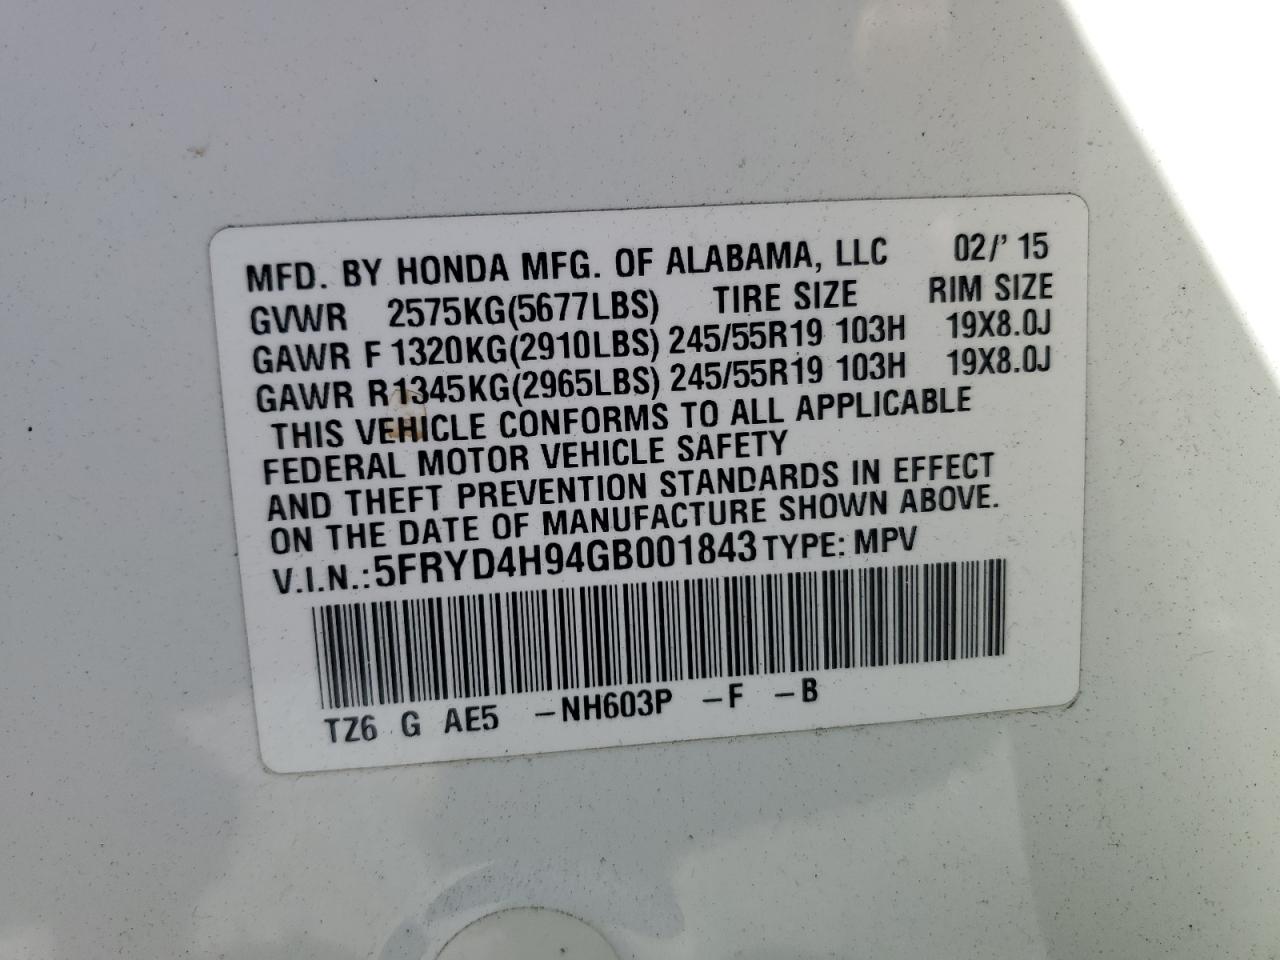 MFD. BY HONDA MFG. OF ALABAMA, LLC 02/' 15
GVWR 2575KG(5677LBS) TIRE SIZE RIM SIZE
GAWR F 1320KG(2910LBS) 245/55R19 103H 19X8.0J
GAWR R1345KG(2965LBS) 245/55R19 103H 19X8.0J
THIS VEHICLE CONFORMS TO ALL APPLICABLE
FEDERAL MOTOR VEHICLE SAFETY
AND THEFT PREVENTION STANDARDS IN EFFECT
ON THE DATE OF MANUFACTURE SHOWN ABOVE.
V.I.N.: 5FRYD4H94GB001843 TYPE: MPV
TZ6 G AE5 –NH603P –F –B